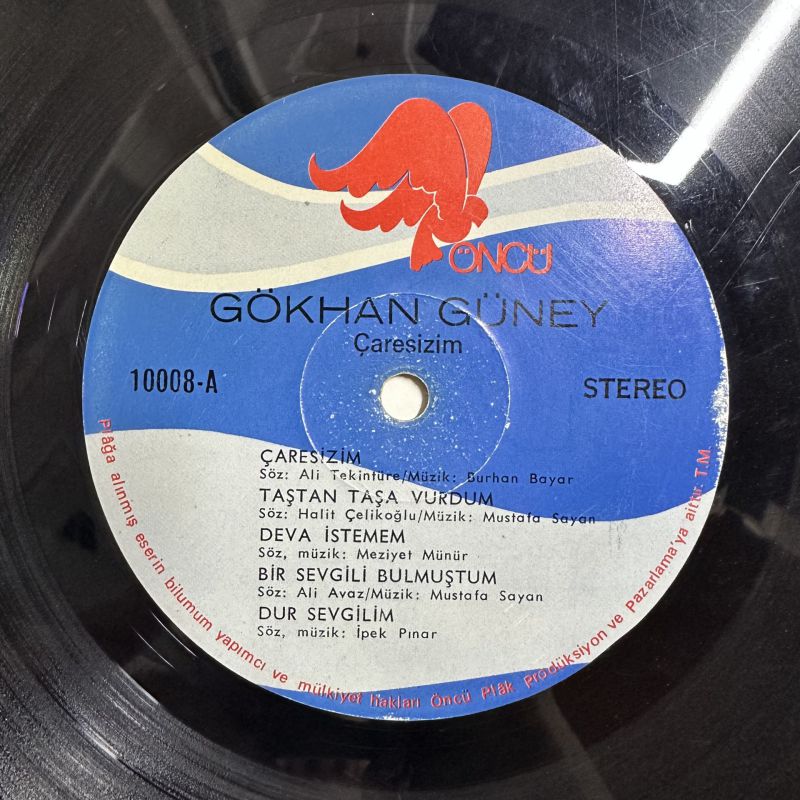 ÖNCÜ
GÖKHAN GÜNEY
Çaresizim
10008-A
STEREO
ÇARESİZİM
Söz: Ali Tekintüre/Müzik: Burhan Bayar
TAŞTAN TAŞA VURDUM
Söz: Halit Çelikoğlu/Müzik: Mustafa Sayan
DEVA İSTEMEM
Söz, müzik: Meziyet Münür
BİR SEVGİLİ BULMUŞTUM
Söz: Ali Avaz/Müzik: Mustafa Sayan
DUR SEVGİLİM
Söz, müzik: İpek Pınar
Plâğa alınmış eserin bilumum yapımcı ve mülkiyet hakları Öncü Plâk Prodüksiyon ve Pazarlama'ya aittir. T.M.